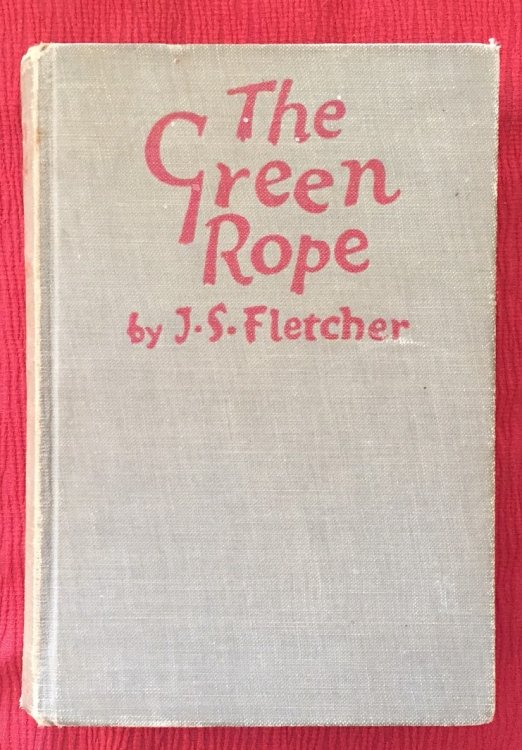 The
Green
Rope
by J.S. Fletcher